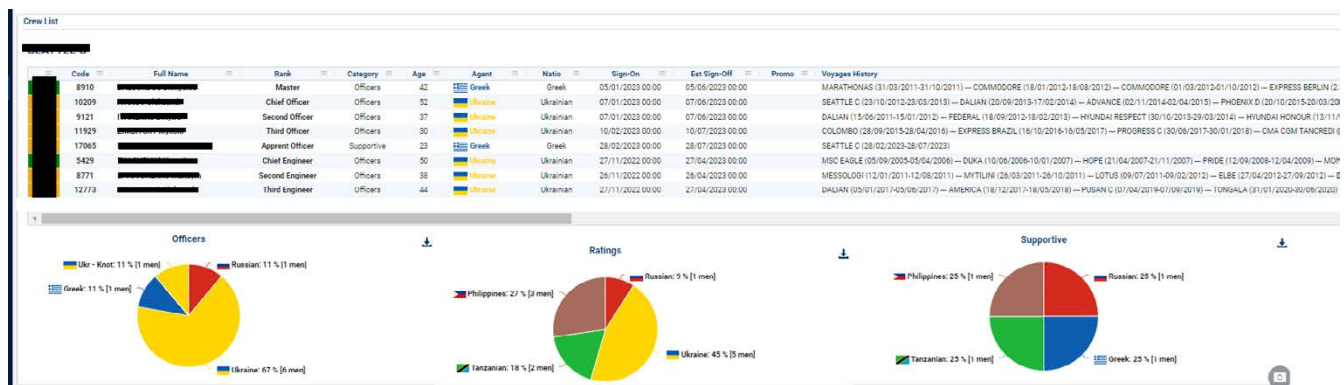 Crew List
Code Full Name Rank Category Age Agent Natio Sign-On Est Sign-Off Promo Voyages History
8910 Master Officers 42 Greek Greek 05/01/2023 00:00 05/06/2023 00:00 MARATHONAS (31/03/2011-31/10/2011) -- COMMODORE (18/01/2012-18/08/2012) -- COMMODORE (01/03/2012-01/10/2012) -- EXPRESS BERLIN (2
10209 Chief Officer Officers 52 Ukraine Ukrainian 07/01/2023 00:00 07/06/2023 00:00 SEATTLE C (23/10/2012-23/03/2013) -- DALIAN (20/09/2013-17/02/2014) -- ADVANCE (02/11/2014-02/04/2015) -- PHOENIX D (20/10/2015-20/03/20
9121 Second Officer Officers 37 Ukraine Ukrainian 07/01/2023 00:00 07/06/2023 00:00 DALIAN (15/06/2011-15/01/2012) -- FEDERAL (18/09/2012-18/02/2013) -- HYUNDAI RESPECT (30/10/2013-29/03/2014) -- HYUNDAI HONOUR (13/11/
11929 Third Officer Officers 30 Ukraine Ukrainian 10/02/2023 00:00 10/07/2023 00:00 COLOMBO (28/09/2015-28/04/2016) -- EXPRESS BRAZIL (16/10/2016-16/05/2017) -- PROGRESS C (30/06/2017-30/01/2018) -- CMA CGM TANCREDI (
17065 Apprent Officer Supportive 23 Greek Greek 28/02/2023 00:00 28/07/2023 00:00 SEATTLE C (28/02/2023-28/07/2023)
5429 Chief Engineer Officers 50 Ukraine Ukrainian 27/11/2022 00:00 27/04/2023 00:00 MSC EAGLE (05/09/2005-05/04/2006) -- DUKA (10/06/2006-10/01/2007) -- HOPE (21/04/2007-21/11/2007) -- PRIDE (12/09/2008-12/04/2009) -- MON
8771 Second Engineer Officers 38 Ukraine Ukrainian 26/11/2022 00:00 26/04/2023 00:00 MESSOLOGI (12/01/2011-12/08/2011) -- MYTILINI (26/03/2011-26/10/2011) -- LOTUS (09/07/2011-09/02/2012) -- ELBE (27/04/2012-27/09/2012) -- D
12773 Third Engineer Officers 44 Ukraine Ukrainian 27/11/2022 00:00 27/04/2023 00:00 DALIAN (05/01/2017-05/06/2017) -- AMERICA (18/12/2017-18/05/2018) -- PUSAN C (07/04/2019-07/09/2019) -- TONGALA (31/01/2020-30/06/2020)
Officers
Ukr - Knot: 11 % [1 men]
Russian: 11 % [1 men]
Greek: 11 % [1 men]
Ukraine: 67 % [6 men]
Ratings
Russian: 9 % [1 men]
Philippines: 27 % [3 men]
Ukraine: 45 % [5 men]
Tanzanian: 18 % [2 men]
Supportive
Philippines: 25 % [1 men]
Russian: 25 % [1 men]
Tanzanian: 25 % [1 men]
Greek: 25 % [1 men]